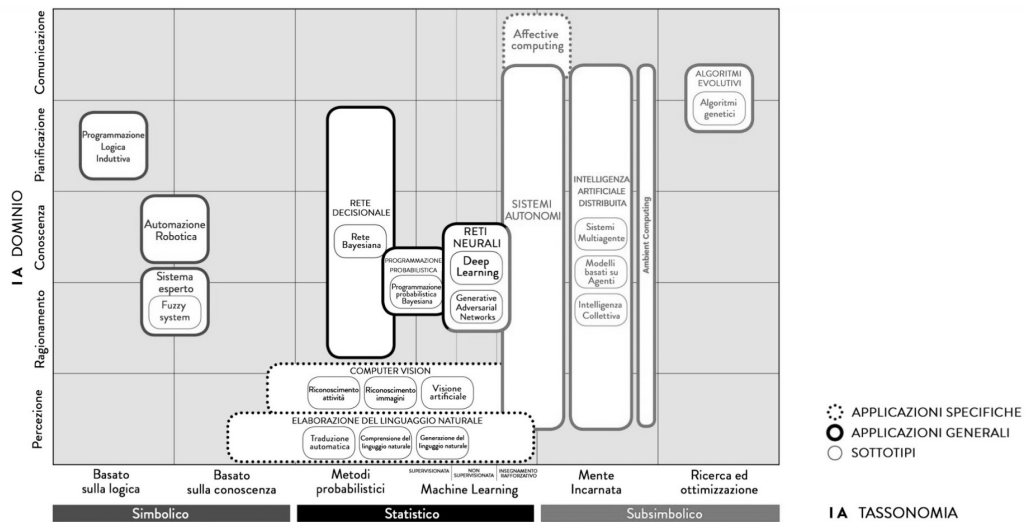 Affective
computing
ALGORITMI
EVOLUTIVI
Algoritmi
genetici
Programmazione
Logica
Induttiva
INTELLIGENZA
ARTIFICIALE
DISTRIBUITA
RETE
DECISIONALE
SISTEMI
AUTONOMI
Automazione
Robotica
Sistemi
Multiagente
Rete
Bayesiana
RETI
NEURALI
Deep
Learning
Ambient Computing
PROGRAMMAZIONE
PROBABILISTICA
Programmazione
probabilistica
Bayesiana
Modelli
basati su
Agenti
Sistema
esperto
Fuzzy
system
Generative
Adversarial
Networks
Intelligenza
Collettiva
COMPUTER VISION
Riconoscimento
attività
Riconoscimento
immagini
Visione
artificiale
ELABORAZIONE DEL LINGUAGGIO NATURALE
Traduzione
automatica
Comprensione del
linguaggio naturale
Generazione del
linguaggio naturale
IA DOMINIO
Comunicazione
Pianificazione
Conoscenza
Ragionamento
Percezione
APPLICAZIONI SPECIFICHE
APPLICAZIONI GENERALI
SOTTOTIPI
Basato
sulla logica
Basato
sulla conoscenza
Metodi
probabilistici
SUPERVISIONATA
NON
SUPERVISIONATA
INSEGNAMENTO
RAFFORZATIVO
Machine Learning
Mente
Incarnata
Ricerca ed
ottimizzazione
Simbolico
Statistico
Subsimbolico
IA TASSONOMIA